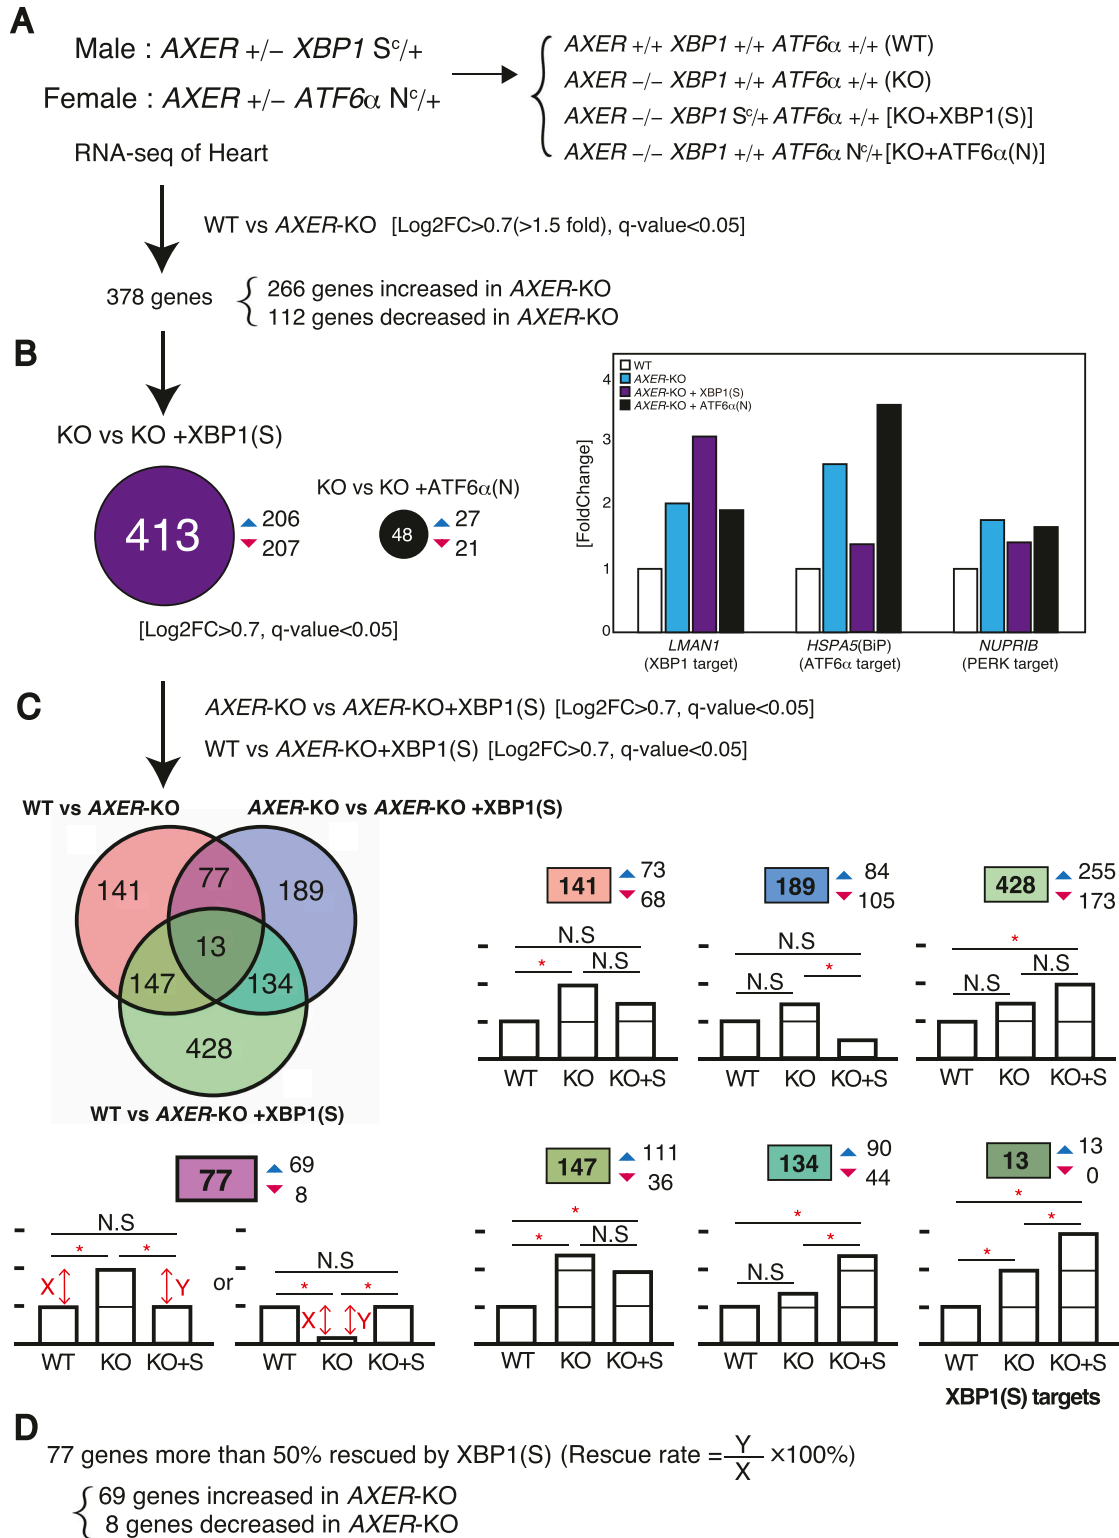 A
Male : AXER +/− XBP1 Sᶜ/+
Female : AXER +/− ATF6α Nᶜ/+
AXER +/+ XBP1 +/+ ATF6α +/+ (WT)
AXER −/− XBP1 +/+ ATF6α +/+ (KO)
AXER −/− XBP1 Sᶜ/+ ATF6α +/+ [KO+XBP1(S)]
AXER −/− XBP1 +/+ ATF6α Nᶜ/+ [KO+ATF6α(N)]
RNA-seq of Heart
WT vs AXER-KO [Log2FC>0.7(>1.5 fold), q-value<0.05]
378 genes
266 genes increased in AXER-KO
112 genes decreased in AXER-KO
B
KO vs KO +XBP1(S)
413
206
207
KO vs KO +ATF6α(N)
48
27
21
[Log2FC>0.7, q-value<0.05]
WT
AXER-KO
AXER-KO + XBP1(S)
AXER-KO + ATF6α(N)
[FoldChange]
4
3
2
1
0
LMAN1
(XBP1 target)
HSPA5(BiP)
(ATF6α target)
NUPRIB
(PERK target)
C
AXER-KO vs AXER-KO+XBP1(S) [Log2FC>0.7, q-value<0.05]
WT vs AXER-KO+XBP1(S) [Log2FC>0.7, q-value<0.05]
WT vs AXER-KO
AXER-KO vs AXER-KO +XBP1(S)
141
77
189
13
147
134
428
WT vs AXER-KO +XBP1(S)
141
73
68
N.S
* N.S
WT KO KO+S
189
84
105
N.S
N.S *
WT KO KO+S
428
255
173
*
N.S N.S
WT KO KO+S
77
69
8
N.S
* *
X Y
WT KO KO+S
or
N.S
* *
X Y
WT KO KO+S
147
111
36
*
* N.S
WT KO KO+S
134
90
44
*
N.S *
WT KO KO+S
13
13
0
*
* *
WT KO KO+S
XBP1(S) targets
D
77 genes more than 50% rescued by XBP1(S) (Rescue rate = Y/X ×100%)
69 genes increased in AXER-KO
8 genes decreased in AXER-KO